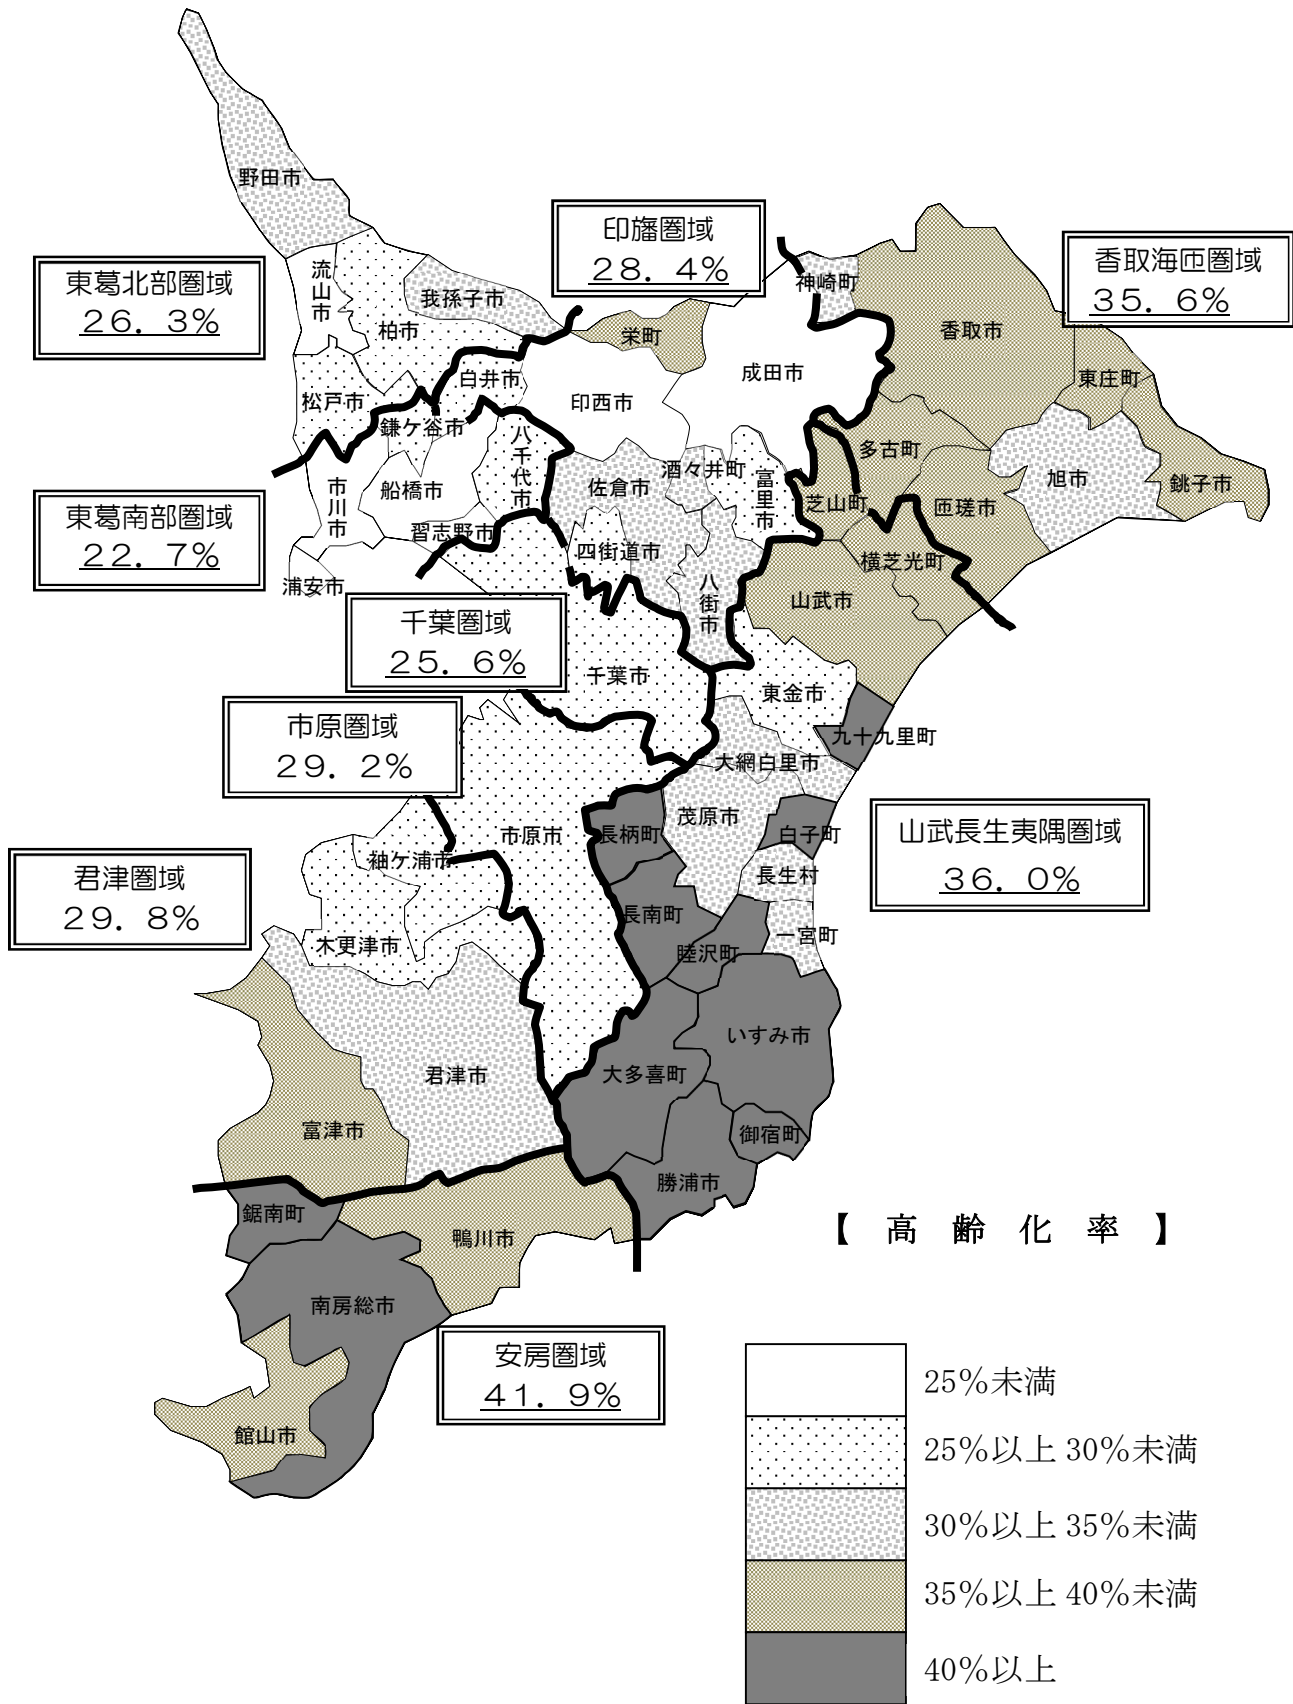 野田市
印旛圏域
28. 4%
香取海匝圏域
35. 6%
東葛北部圏域
26. 3%
流山市
柏市
我孫子市
神崎町
香取市
栄町
成田市
白井市
印西市
東庄町
松戸市
鎌ケ谷市
八千代市
多古町
酒々井町
富里市
旭市
銚子市
船橋市
市川市
佐倉市
芝山町
匝瑳市
東葛南部圏域
22. 7%
習志野市
四街道市
横芝光町
浦安市
八街市
山武市
千葉圏域
25. 6%
千葉市
東金市
市原圏域
29. 2%
九十九里町
大網白里市
茂原市
市原市
長柄町
白子町
山武長生夷隅圏域
36. 0%
君津圏域
29. 8%
袖ケ浦市
長生村
長南町
木更津市
睦沢町
一宮町
いすみ市
君津市
大多喜町
富津市
御宿町
勝浦市
鋸南町
鴨川市
【 高 齢 化 率 】
南房総市
安房圏域
41. 9%
館山市
25%未満
25%以上 30%未満
30%以上 35%未満
35%以上 40%未満
40%以上